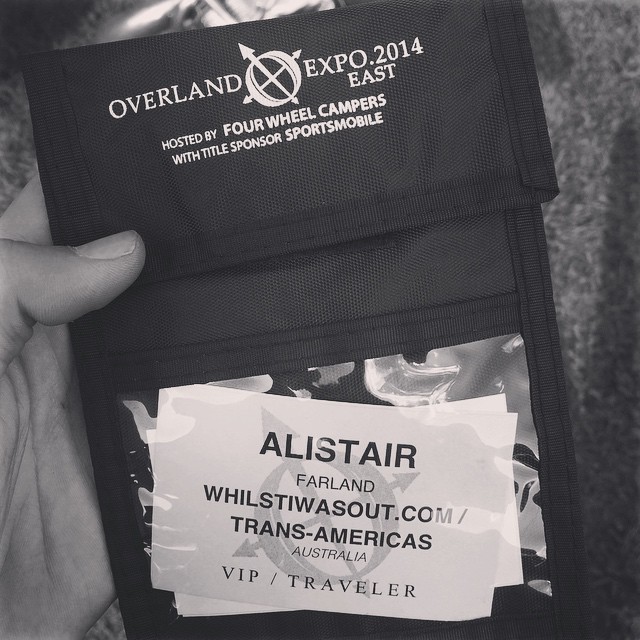 OVERLAND EXPO.2014
EAST
HOSTED BY FOUR WHEEL CAMPERS
WITH TITLE SPONSOR SPORTSMOBILE
ALISTAIR
FARLAND
WHILSTIWASOUT.COM /
TRANS-AMERICAS
AUSTRALIA
VIP / TRAVELER